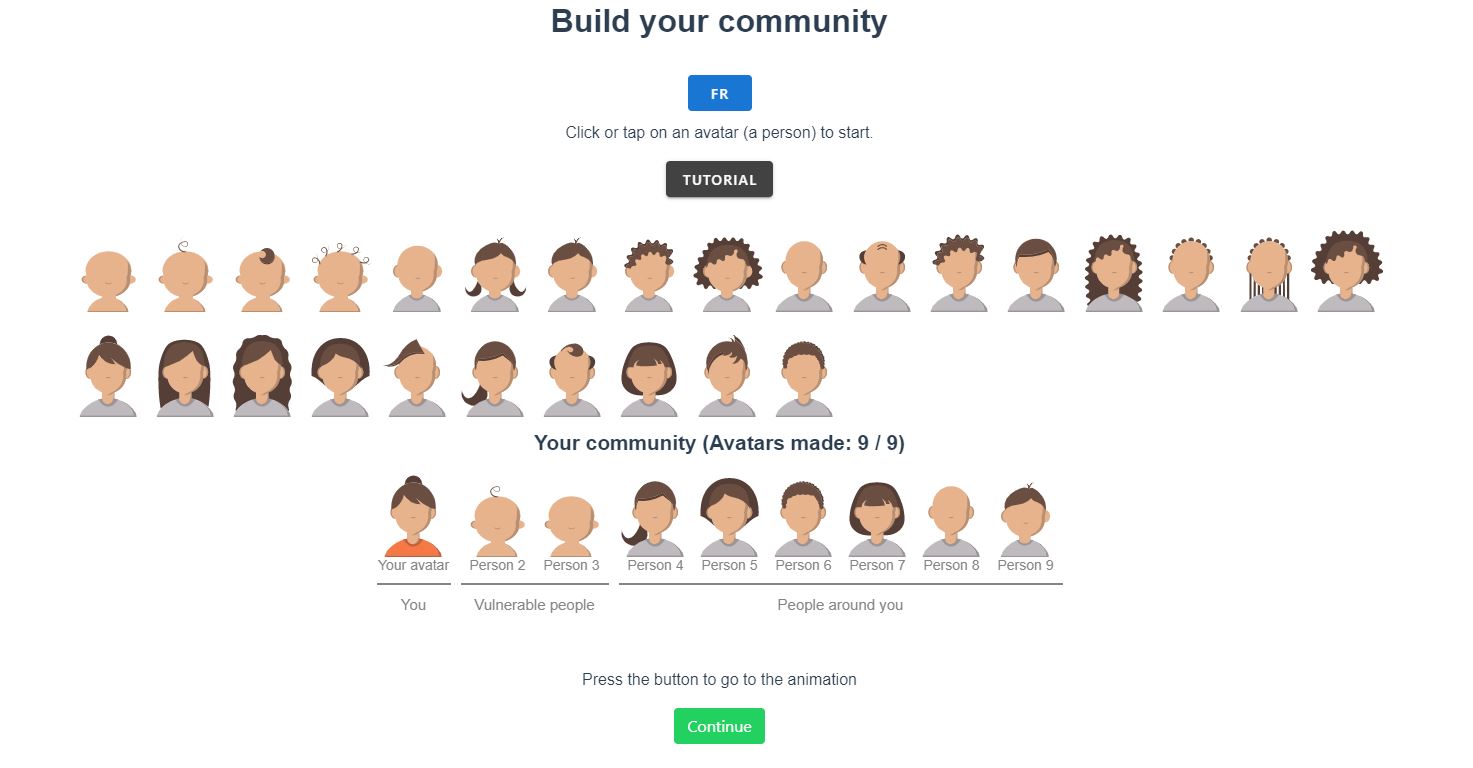 Build your community
FR
Click or tap on an avatar (a person) to start.
TUTORIAL
Your community (Avatars made: 9 / 9)
Your avatar Person 2 Person 3 Person 4 Person 5 Person 6 Person 7 Person 8 Person 9
You Vulnerable people People around you
Press the button to go to the animation
Continue